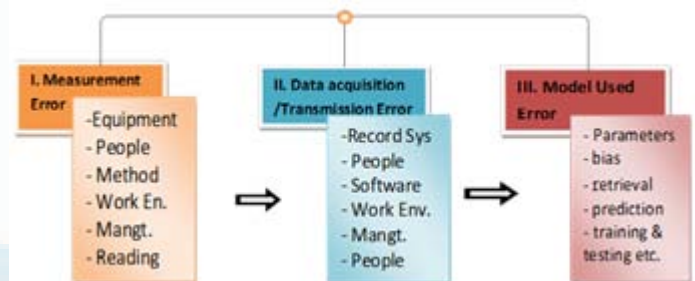 I. Measurement
Error
-Equipment
- People
- Method
- Work En.
- Mangt.
- Reading
II. Data acquisition
/Transmission Error
-Record Sys
- People
- Software
- Work Env.
- Mangt.
- People
III. Model Used
Error
- Parameters
- bias
- retrieval
- prediction
- training &
testing etc.